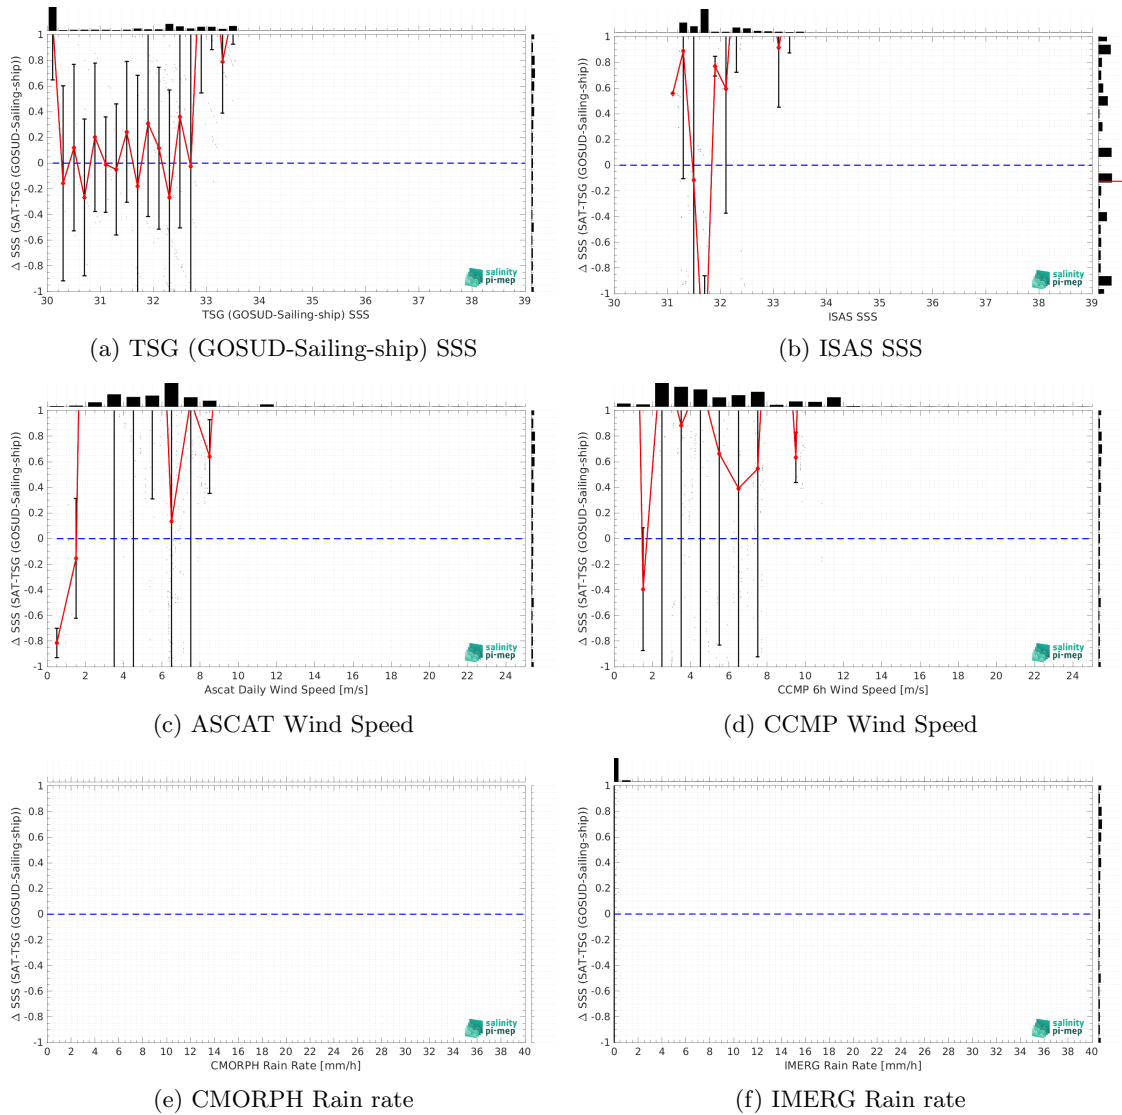 1
0.8
0.6
0.4
0.2
0
-0.2
-0.4
-0.6
-0.8
-1
Δ SSS (SAT-TSG (GOSUD-Sailing-ship))
30 31 32 33 34 35 36 37 38 39
TSG (GOSUD-Sailing-ship) SSS
salinity
pi-mep
(a) TSG (GOSUD-Sailing-ship) SSS
1
0.8
0.6
0.4
0.2
0
-0.2
-0.4
-0.6
-0.8
-1
Δ SSS (SAT-TSG (GOSUD-Sailing-ship))
30 31 32 33 34 35 36 37 38 39
ISAS SSS
salinity
pi-mep
(b) ISAS SSS
1
0.8
0.6
0.4
0.2
0
-0.2
-0.4
-0.6
-0.8
-1
Δ SSS (SAT-TSG (GOSUD-Sailing-ship))
0 2 4 6 8 10 12 14 16 18 20 22 24
Ascat Daily Wind Speed [m/s]
salinity
pi-mep
(c) ASCAT Wind Speed
1
0.8
0.6
0.4
0.2
0
-0.2
-0.4
-0.6
-0.8
-1
Δ SSS (SAT-TSG (GOSUD-Sailing-ship))
0 2 4 6 8 10 12 14 16 18 20 22 24
CCMP 6h Wind Speed [m/s]
salinity
pi-mep
(d) CCMP Wind Speed
1
0.8
0.6
0.4
0.2
0
-0.2
-0.4
-0.6
-0.8
-1
Δ SSS (SAT-TSG (GOSUD-Sailing-ship))
0 2 4 6 8 10 12 14 16 18 20 22 24 26 28 30 32 34 36 38 40
CMORPH Rain Rate [mm/h]
salinity
pi-mep
(e) CMORPH Rain rate
1
0.8
0.6
0.4
0.2
0
-0.2
-0.4
-0.6
-0.8
-1
Δ SSS (SAT-TSG (GOSUD-Sailing-ship))
0 2 4 6 8 10 12 14 16 18 20 22 24 26 28 30 32 34 36 38 40
IMERG Rain Rate [mm/h]
salinity
pi-mep
(f) IMERG Rain rate